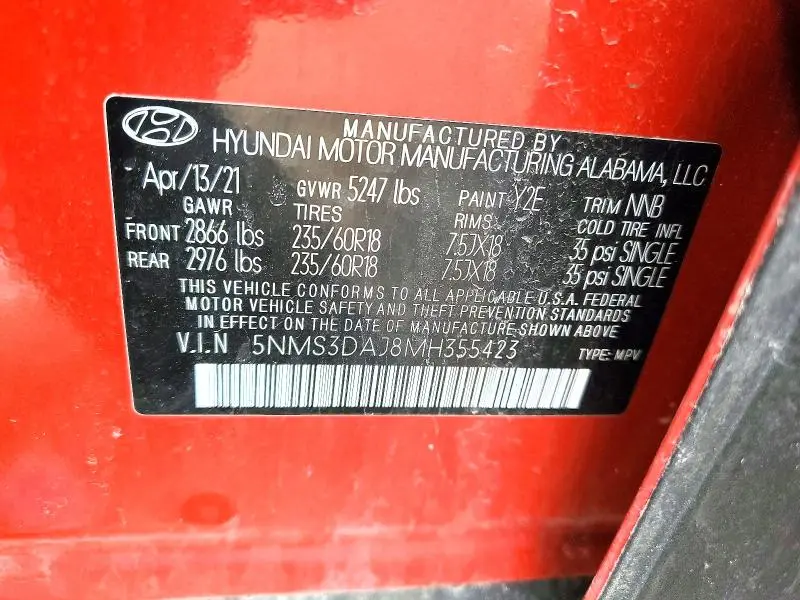 MANUFACTURED BY
HYUNDAI MOTOR MANUFACTURING ALABAMA, LLC
Apr/13/21 GVWR 5247 lbs PAINT Y2E TRIM NNB
GAWR TIRES RIMS COLD TIRE INFL
FRONT 2866 lbs 235/60R18 7.5JX18 35 psi SINGLE
REAR 2976 lbs 235/60R18 7.5JX18 35 psi SINGLE
THIS VEHICLE CONFORMS TO ALL APPLICABLE U.S.A. FEDERAL
MOTOR VEHICLE SAFETY AND THEFT PREVENTION STANDARDS
IN EFFECT ON THE DATE OF MANUFACTURE SHOWN ABOVE
V.I.N 5NMS3DAJ8MH355423 TYPE: MPV